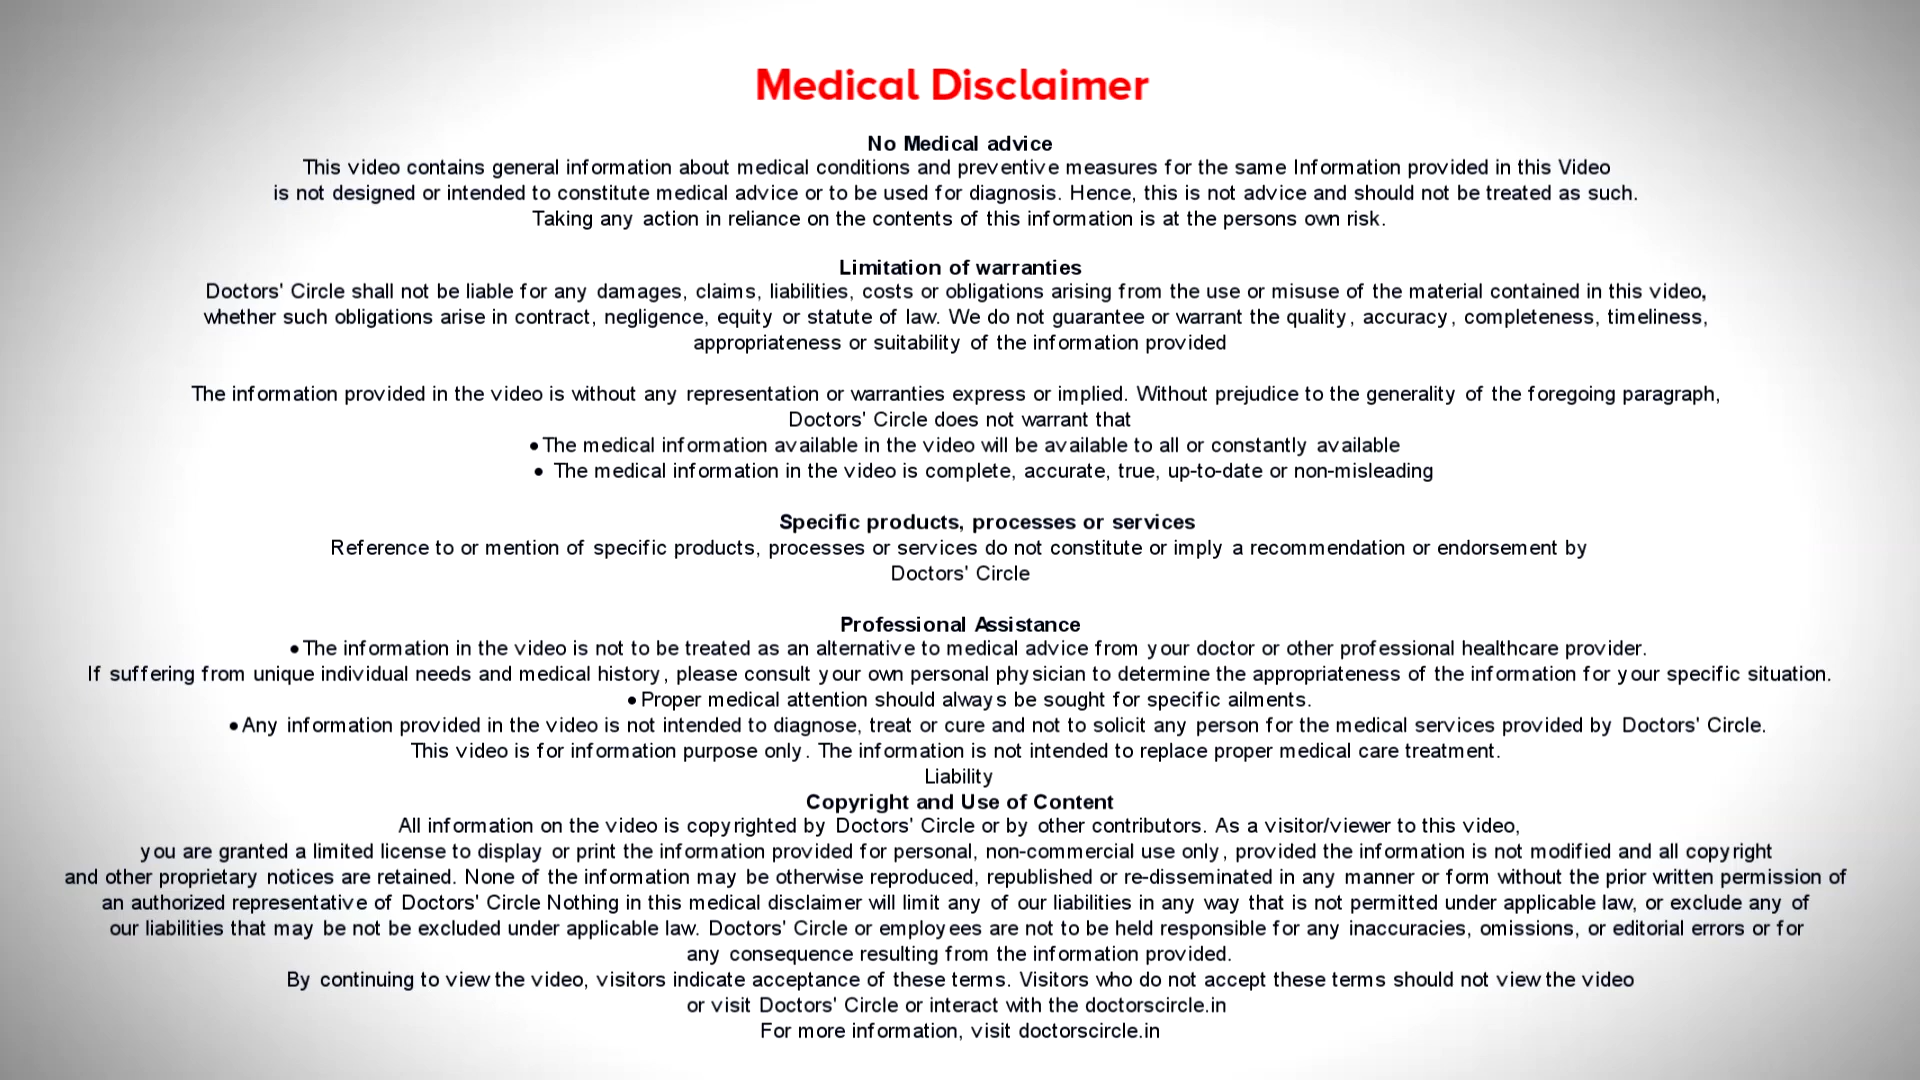 Medical Disclaimer
No Medical advice
This video contains general information about medical conditions and preventive measures for the same Information provided in this Video
is not designed or intended to constitute medical advice or to be used for diagnosis. Hence, this is not advice and should not be treated as such.
Taking any action in reliance on the contents of this information is at the persons own risk.
Limitation of warranties
Doctors' Circle shall not be liable for any damages, claims, liabilities, costs or obligations arising from the use or misuse of the material contained in this video,
whether such obligations arise in contract, negligence, equity or statute of law. We do not guarantee or warrant the quality, accuracy, completeness, timeliness,
appropriateness or suitability of the information provided
The information provided in the video is without any representation or warranties express or implied. Without prejudice to the generality of the foregoing paragraph,
Doctors' Circle does not warrant that
•The medical information available in the video will be available to all or constantly available
• The medical information in the video is complete, accurate, true, up-to-date or non-misleading
Specific products, processes or services
Reference to or mention of specific products, processes or services do not constitute or imply a recommendation or endorsement by
Doctors' Circle
Professional Assistance
•The information in the video is not to be treated as an alternative to medical advice from your doctor or other professional healthcare provider.
If suffering from unique individual needs and medical history, please consult your own personal physician to determine the appropriateness of the information for your specific situation.
•Proper medical attention should always be sought for specific ailments.
•Any information provided in the video is not intended to diagnose, treat or cure and not to solicit any person for the medical services provided by Doctors' Circle.
This video is for information purpose only. The information is not intended to replace proper medical care treatment.
Liability
Copyright and Use of Content
All information on the video is copyrighted by Doctors' Circle or by other contributors. As a visitor/viewer to this video,
you are granted a limited license to display or print the information provided for personal, non-commercial use only, provided the information is not modified and all copyright
and other proprietary notices are retained. None of the information may be otherwise reproduced, republished or re-disseminated in any manner or form without the prior written permission of
an authorized representative of Doctors' Circle Nothing in this medical disclaimer will limit any of our liabilities in any way that is not permitted under applicable law, or exclude any of
our liabilities that may be not be excluded under applicable law. Doctors' Circle or employees are not to be held responsible for any inaccuracies, omissions, or editorial errors or for
any consequence resulting from the information provided.
By continuing to view the video, visitors indicate acceptance of these terms. Visitors who do not accept these terms should not view the video
or visit Doctors' Circle or interact with the doctorscircle.in
For more information, visit doctorscircle.in